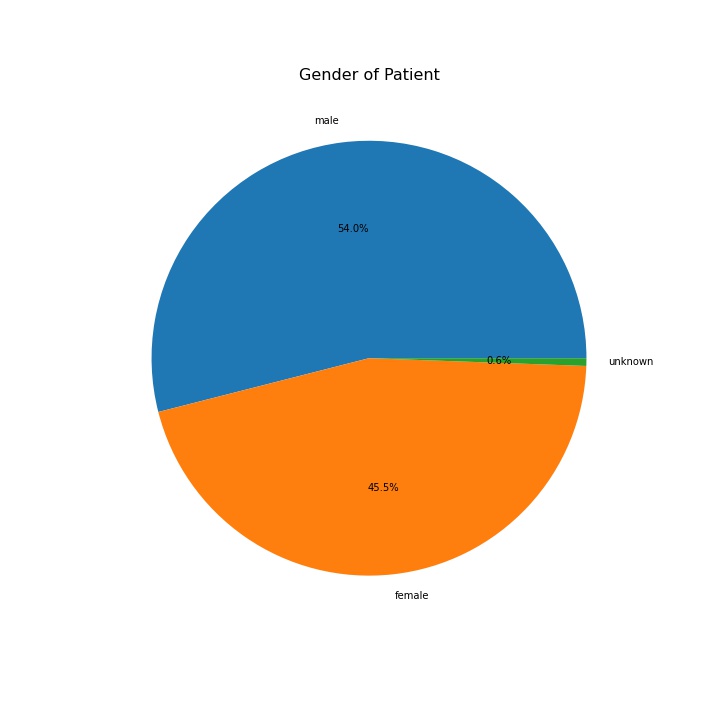 Gender of Patient
male
54.0%
0.6%
unknown
45.5%
female